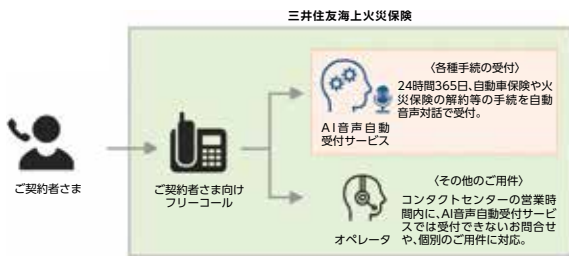 三井住友海上火災保険
ご契約者さま
ご契約者さま向け
フリーコール
AI音声自動
受付サービス
〈各種手続の受付〉
24時間365日、自動車保険や火
災保険の解約等の手続を自動
音声対話で受付。
オペレータ
〈その他のご用件〉
コンタクトセンターの営業時
間内に、AI音声自動受付サービ
スでは受付できないお問合せ
や、個別のご用件に対応。